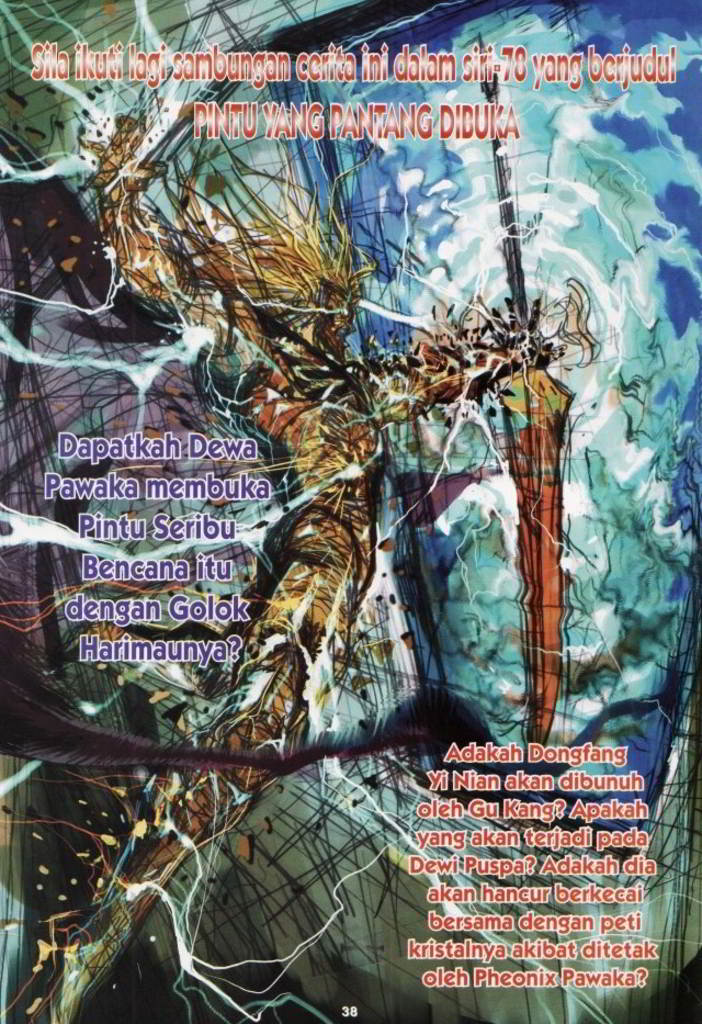 Sila ikuti lagi sambungan cerita ini dalam siri-78 yang berjudul
PINTU YANG PANTANG DIBUKA
Dapatkah Dewa
Pawaka membuka
Pintu Seribu
Bencana itu
dengan Golok
Harimaunya?
Adakah Dongfang
Yi Nian akan dibunuh
oleh Gu Kang? Apakah
yang akan terjadi pada
Dewi Puspa? Adakah dia
akan hancur berkecai
bersama dengan peti
kristalnya akibat ditetak
oleh Pheonix Pawaka?
38